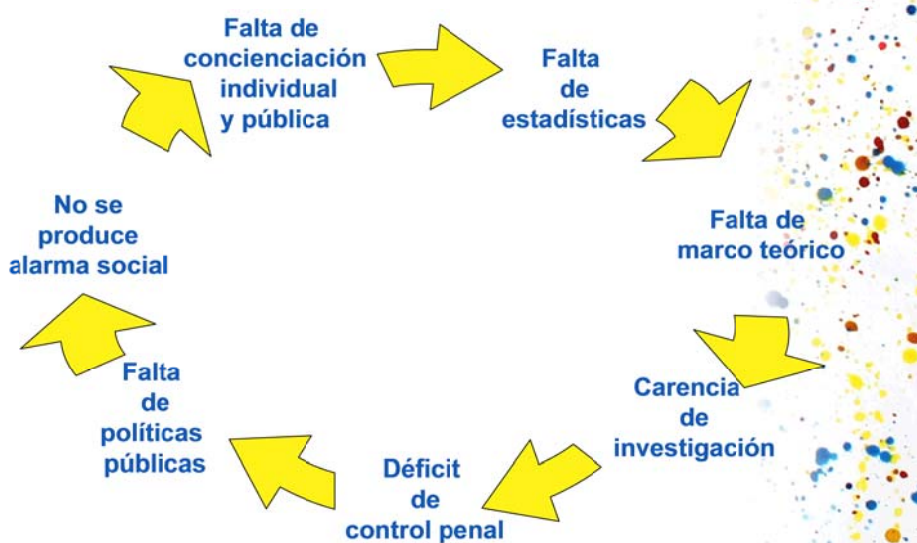 Falta de
concienciación
individual
y pública
Falta
de
estadísticas
Falta de
marco teórico
Carencia
de
investigación
Déficit
de
control penal
Falta
de
políticas
públicas
No se
produce
alarma social